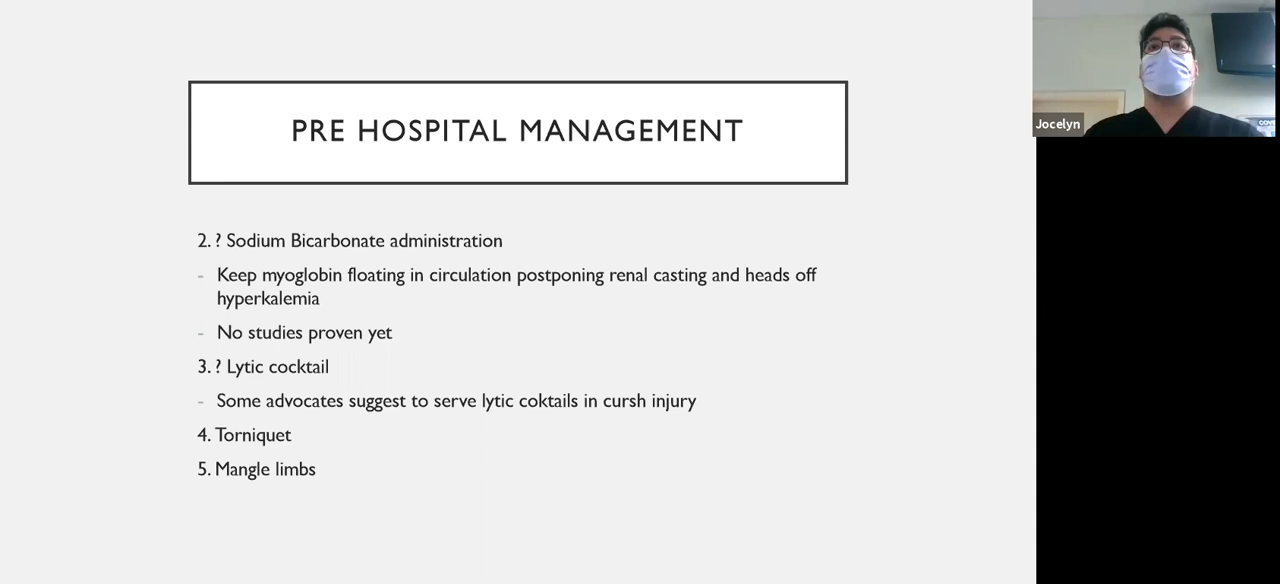 PRE HOSPITAL MANAGEMENT
2. ? Sodium Bicarbonate administration
- Keep myoglobin floating in circulation postponing renal casting and heads off
hyperkalemia
- No studies proven yet
3. ? Lytic cocktail
- Some advocates suggest to serve lytic coktails in cursh injury
4. Torniquet
5. Mangle limbs
Jocelyn